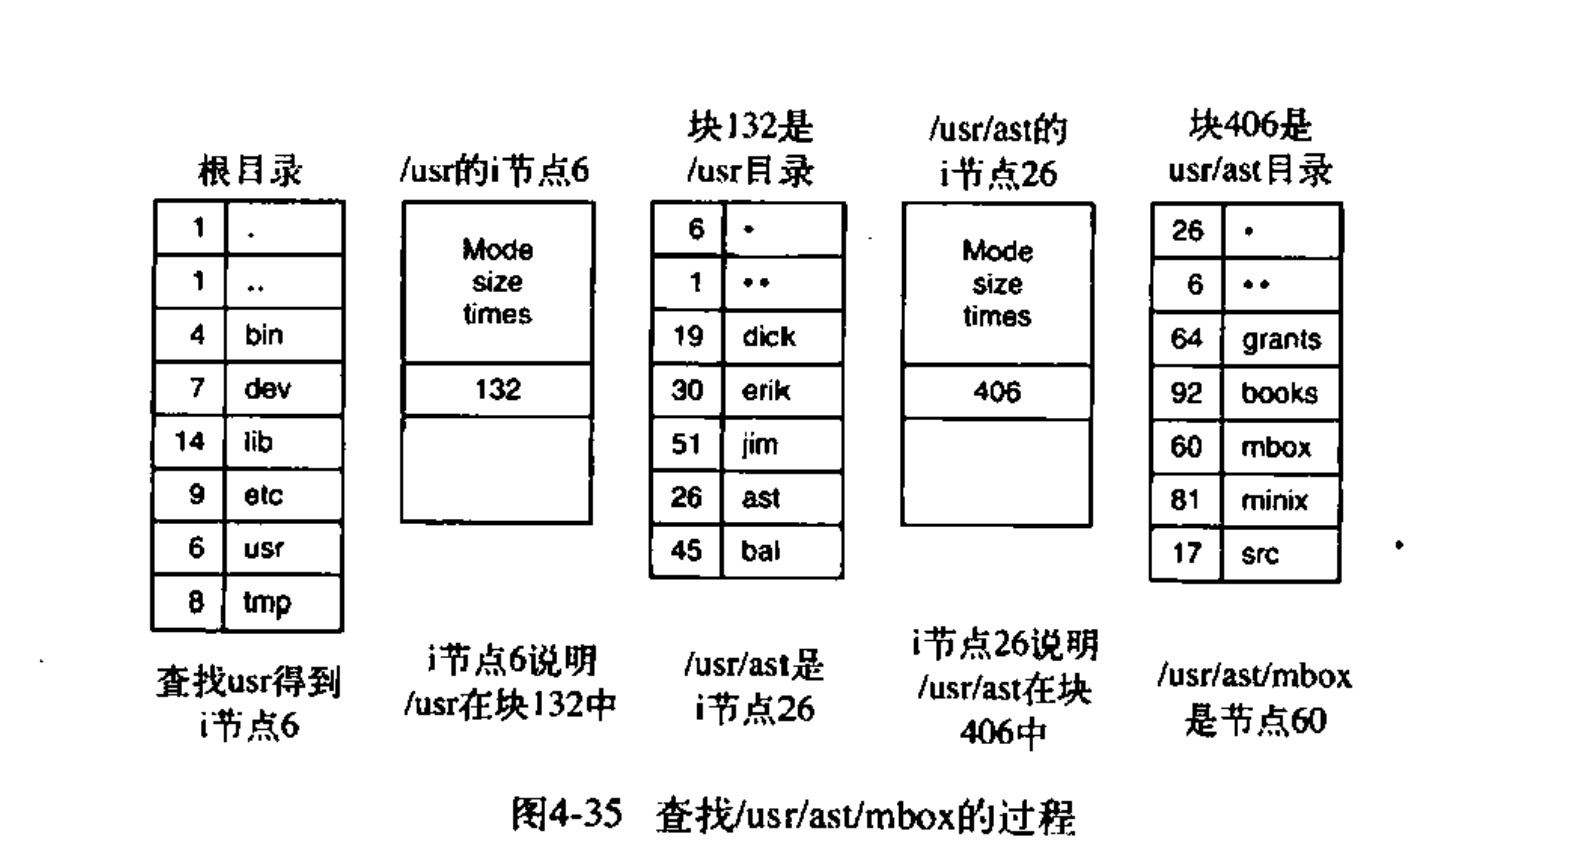 根目录
1 .
1 ..
4 bin
7 dev
14 lib
9 etc
6 usr
8 tmp
查找usr得到
i节点6
/usr的i节点6
Mode
size
times
132
i节点6说明
/usr在块132中
块132是
/usr目录
6 •
1 ••
19 dick
30 erik
51 jim
26 ast
45 bal
/usr/ast是
i节点26
/usr/ast的
i节点26
Mode
size
times
406
i节点26说明
/usr/ast在块
406中
块406是
usr/ast目录
26 •
6 ••
64 grants
92 books
60 mbox
81 minix
17 src
/usr/ast/mbox
是节点60
图4-35 查找/usr/ast/mbox的过程